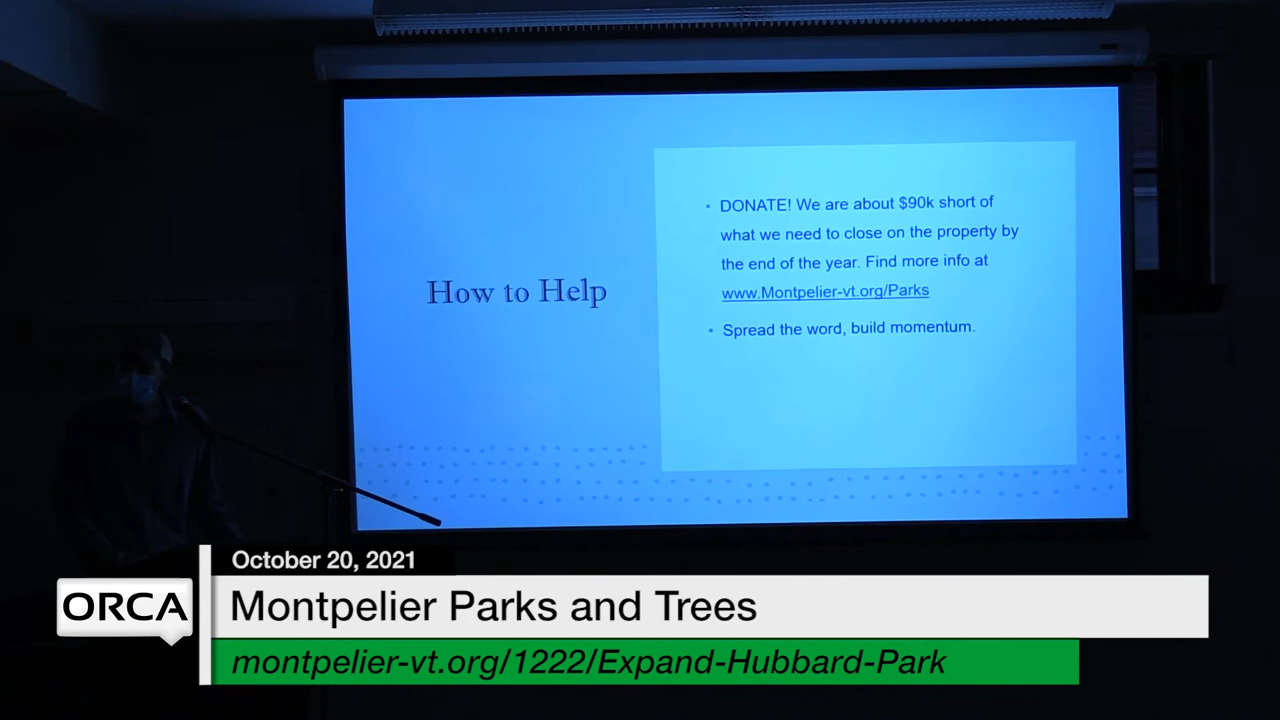 How to Help
• DONATE! We are about $90k short of
what we need to close on the property by
the end of the year. Find more info at
www.Montpelier-vt.org/Parks
• Spread the word, build momentum.
October 20, 2021
ORCA
Montpelier Parks and Trees
montpelier-vt.org/1222/Expand-Hubbard-Park